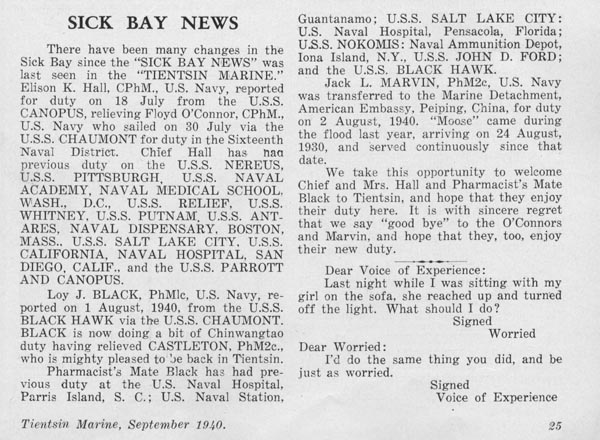 SICK BAY NEWS
There have been many changes in the
Sick Bay since the "SICK BAY NEWS" was
last seen in the "TIENTSIN MARINE."
Elison K. Hall, CPhM., U.S. Navy, reported
for duty on 18 July from the U.S.S.
CANOPUS, relieving Floyd O'Connor, CPhM.,
U.S. Navy who sailed on 30 July via the
U.S.S. CHAUMONT for duty in the Sixteenth
Naval District. Chief Hall has had
previous duty on the U.S.S. NEREUS,
U.S.S. PITTSBURGH, U.S.S. NAVAL
ACADEMY, NAVAL MEDICAL SCHOOL,
WASH., D.C., U.S.S. RELIEF, U.S.S.
WHITNEY, U.S.S. PUTNAM, U.S.S. ANT-
ARES, NAVAL DISPENSARY, BOSTON,
MASS., U.S.S. SALT LAKE CITY, U.S.S.
CALIFORNIA, NAVAL HOSPITAL, SAN
DIEGO, CALIF., and the U.S.S. PARROTT
AND CANOPUS.
Loy J. BLACK, PhM1c, U.S. Navy, re-
ported on 1 August, 1940, from the U.S.S.
BLACK HAWK via the U.S.S. CHAUMONT.
BLACK is now doing a bit of Chinwangtao
duty having relieved CASTLETON, PhM2c.,
who is mighty pleased to be back in Tientsin.
Pharmacist's Mate Black has had pre-
vious duty at the U.S. Naval Hospital,
Parris Island, S. C.; U.S. Naval Station,
Guantanamo; U.S.S. SALT LAKE CITY:
U.S. Naval Hospital, Pensacola, Florida;
U.S.S. NOKOMIS: Naval Ammunition Depot,
Iona Island, N.Y., U.S.S. JOHN D. FORD;
and the U.S.S. BLACK HAWK.
Jack L. MARVIN, PhM2c, U.S. Navy
was transferred to the Marine Detachment,
American Embassy, Peiping, China, for duty
on 2 August, 1940. "Moose" came during
the flood last year, arriving on 24 August,
1930, and served continuously since that
date.
We take this opportunity to welcome
Chief and Mrs. Hall and Pharmacist's Mate
Black to Tientsin, and hope that they enjoy
their duty here. It is with sincere regret
that we say "good bye" to the O'Connors
and Marvin, and hope that they, too, enjoy
their new duty.
Dear Voice of Experience:
Last night while I was sitting with my
girl on the sofa, she reached up and turned
off the light. What should I do?
Signed
Worried
Dear Worried:
I'd do the same thing you did, and be
just as worried.
Signed
Voice of Experience
Tientsin Marine, September 1940.
25